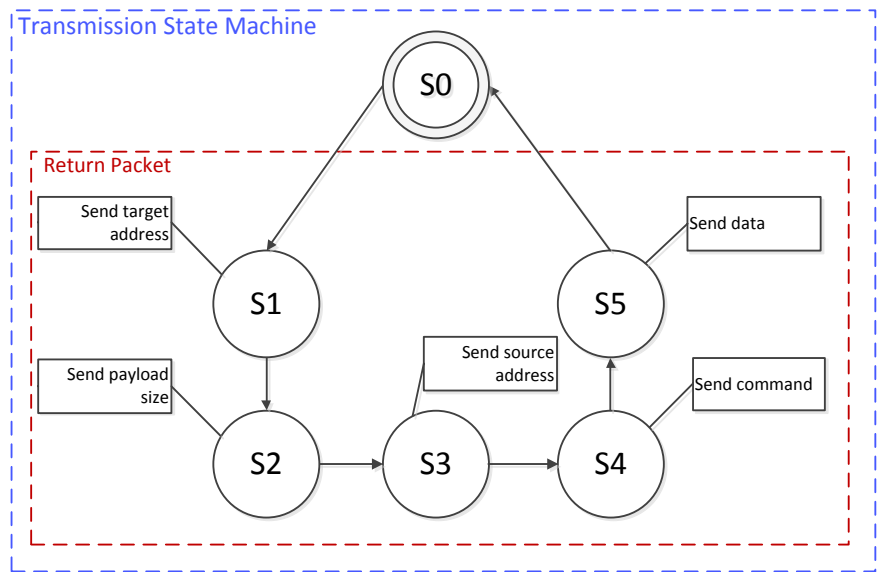 Transmission State Machine
S0
Return Packet
Send target
address
Send data
S1
S5
Send source
address
Send payload
size
Send command
S2
S3
S4